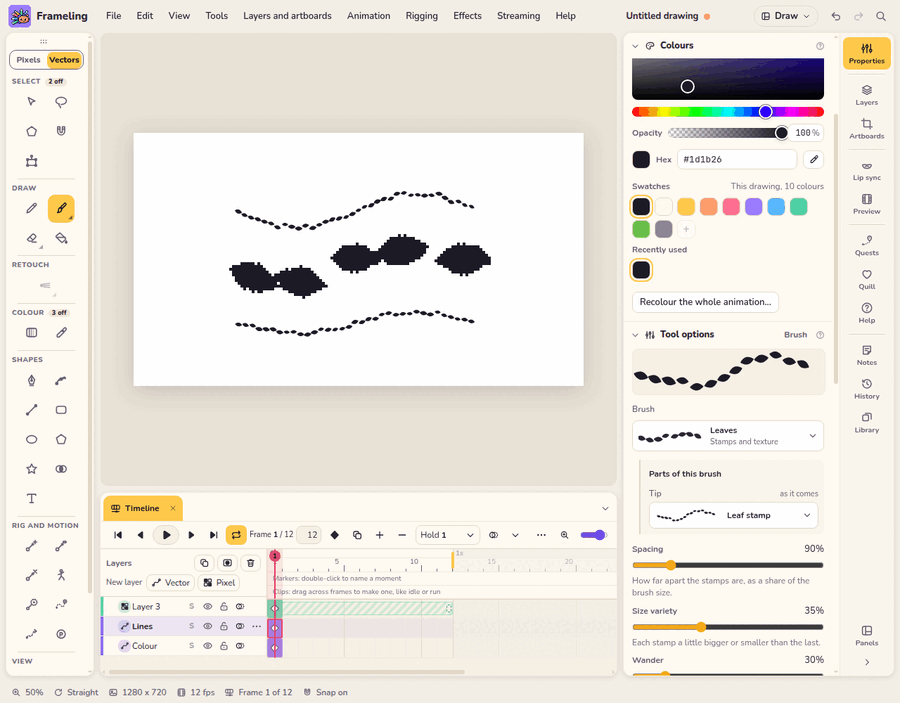 Frameling
File Edit View Tools Layers and artboards Animation Rigging Effects Streaming Help
Untitled drawing
Draw
Pixels Vectors
SELECT 2 off
DRAW
RETOUCH
COLOUR 3 off
SHAPES
RIG AND MOTION
VIEW
Colours
Opacity 100 %
Hex #1d1b26
Swatches This drawing, 10 colours
Recently used
Recolour the whole animation...
Tool options Brush
Brush
Leaves
Stamps and texture
Parts of this brush
Tip as it comes
Leaf stamp
Spacing 90%
How far apart the stamps are, as a share of the
brush size.
Size variety 35%
Each stamp a little bigger or smaller than the last.
Wander 30%
Properties
Layers
Artboards
Lip sync
Preview
Quests
Quill
Help
Notes
History
Library
Panels
Timeline
Frame 1 / 12 12 Hold 1
Layers
1 5 10 1s 15 20
New layer Vector Pixel
Markers: double-click to name a moment
Clips: drag across frames to make one, like idle or run
Layer 3 S
Lines S
Colour S
50% Straight 1280 x 720 12 fps Frame 1 of 12 Snap on